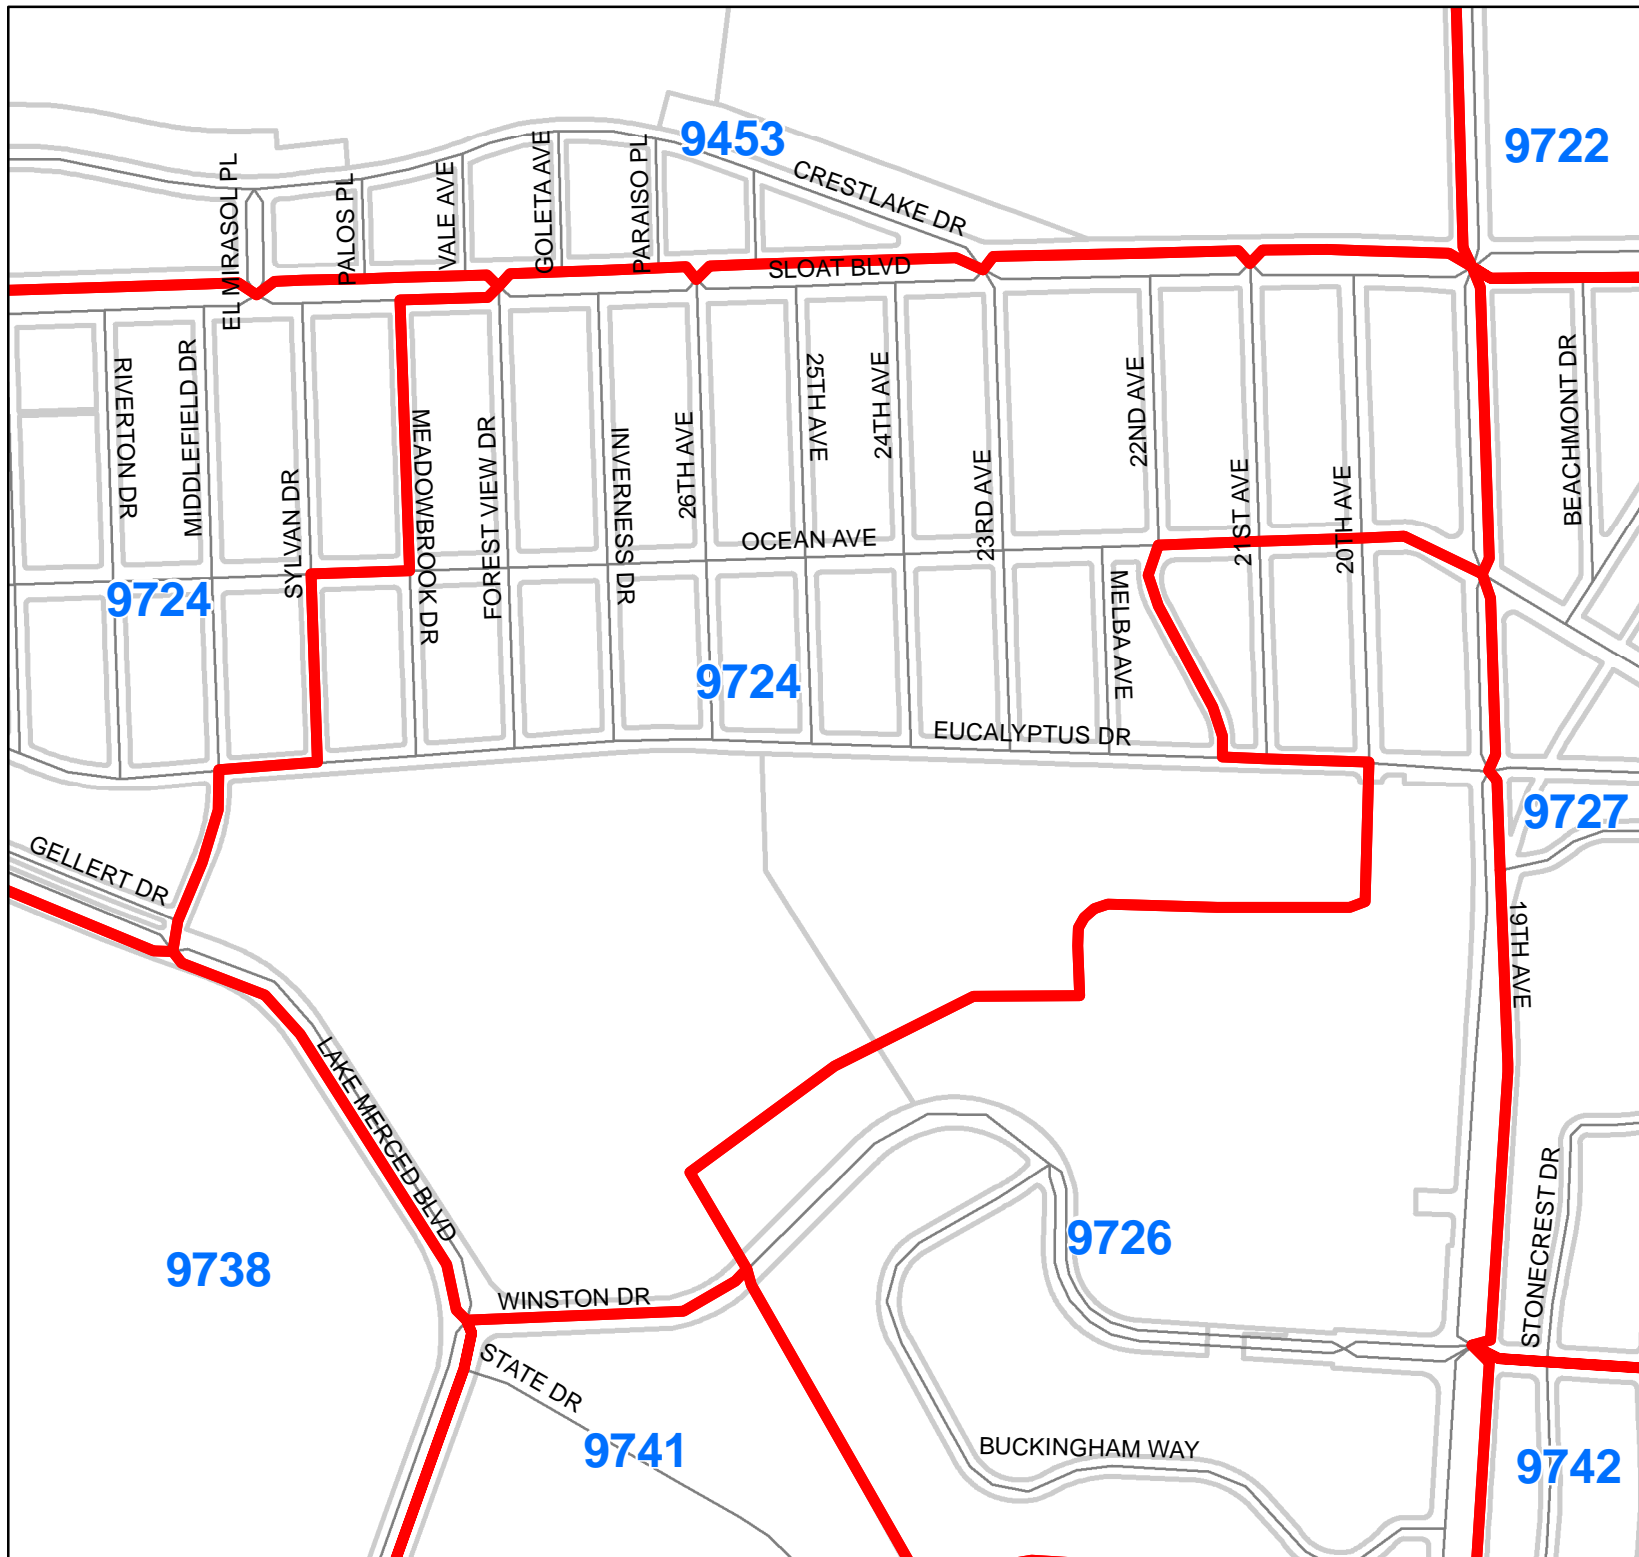 9453
9722
CRESTLAKE DR
EL MIRASOL PL
PALOS PL
VALE AVE
GOLETA AVE
PARAISO PL
SLOAT BLVD
RIVERTON DR
MIDDLEFIELD DR
SYLVAN DR
MEADOWBROOK DR
FOREST VIEW DR
INVERNESS DR
26TH AVE
25TH AVE
24TH AVE
23RD AVE
22ND AVE
21ST AVE
20TH AVE
BEACHMONT DR
OCEAN AVE
9724
MELBA AVE
9724
EUCALYPTUS DR
9727
GELLERT DR
19TH AVE
LAKE MERCED BLVD
STONECREST DR
9726
9738
WINSTON DR
STATE DR
9741
BUCKINGHAM WAY
9742